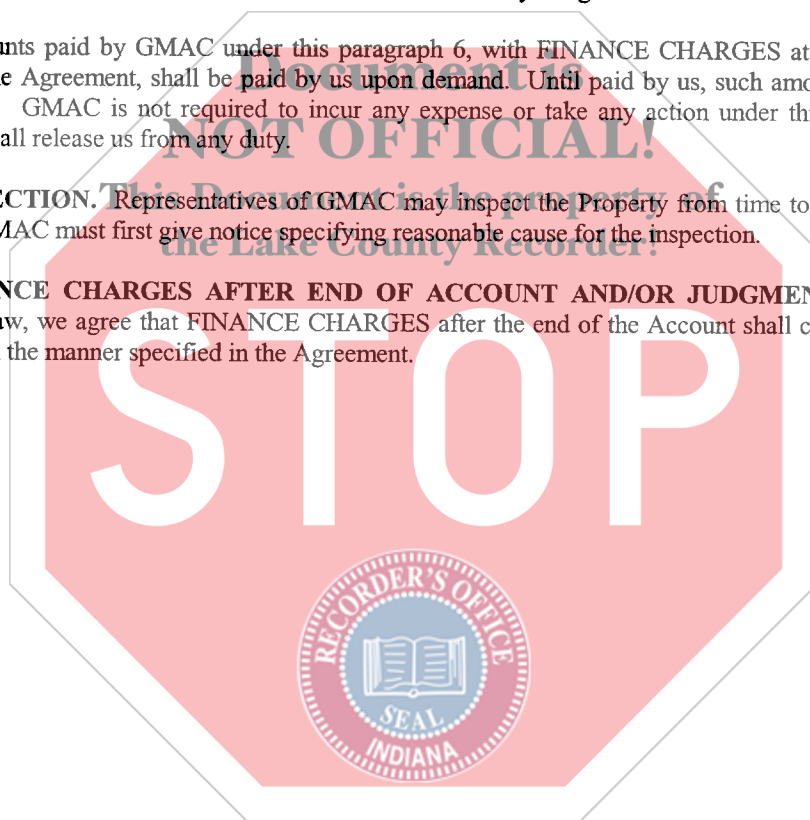 unts paid by GMAC under this paragraph 6, with FINANCE CHARGES at
e Agreement, shall be paid by us upon demand. Until paid by us, such amo
GMAC is not required to incur any expense or take any action under thi
all release us from any duty.
ECTION. Representatives of GMAC may inspect the Property from time to
MAC must first give notice specifying reasonable cause for the inspection.
NCE CHARGES AFTER END OF ACCOUNT AND/OR JUDGMEN
aw, we agree that FINANCE CHARGES after the end of the Account shall c
the manner specified in the Agreement.
Document is
NOT OFFICIAL!
This Document is the property of
the Lake County Recorder!
STOP
RECORDER'S OFFICE
SEAL
INDIANA